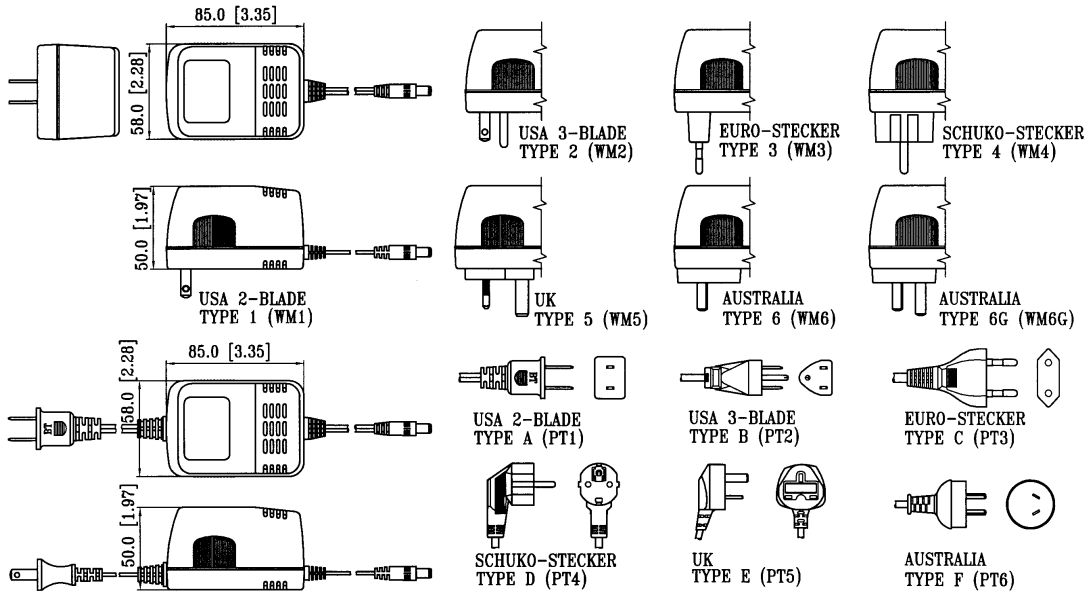 85.0 [3.35]
58.0 [2.28]
USA 3-BLADE
TYPE 2 (WM2)
EURO-STECKER
TYPE 3 (WM3)
SCHUKO-STECKER
TYPE 4 (WM4)
50.0 [1.97]
USA 2-BLADE
TYPE 1 (WM1)
UK
TYPE 5 (WM5)
AUSTRALIA
TYPE 6 (WM6)
AUSTRALIA
TYPE 6G (WM6G)
85.0 [3.35]
58.0 [2.28]
BT
BT
USA 2-BLADE
TYPE A (PT1)
USA 3-BLADE
TYPE B (PT2)
EURO-STECKER
TYPE C (PT3)
50.0 [1.97]
SCHUKO-STECKER
TYPE D (PT4)
UK
TYPE E (PT5)
AUSTRALIA
TYPE F (PT6)